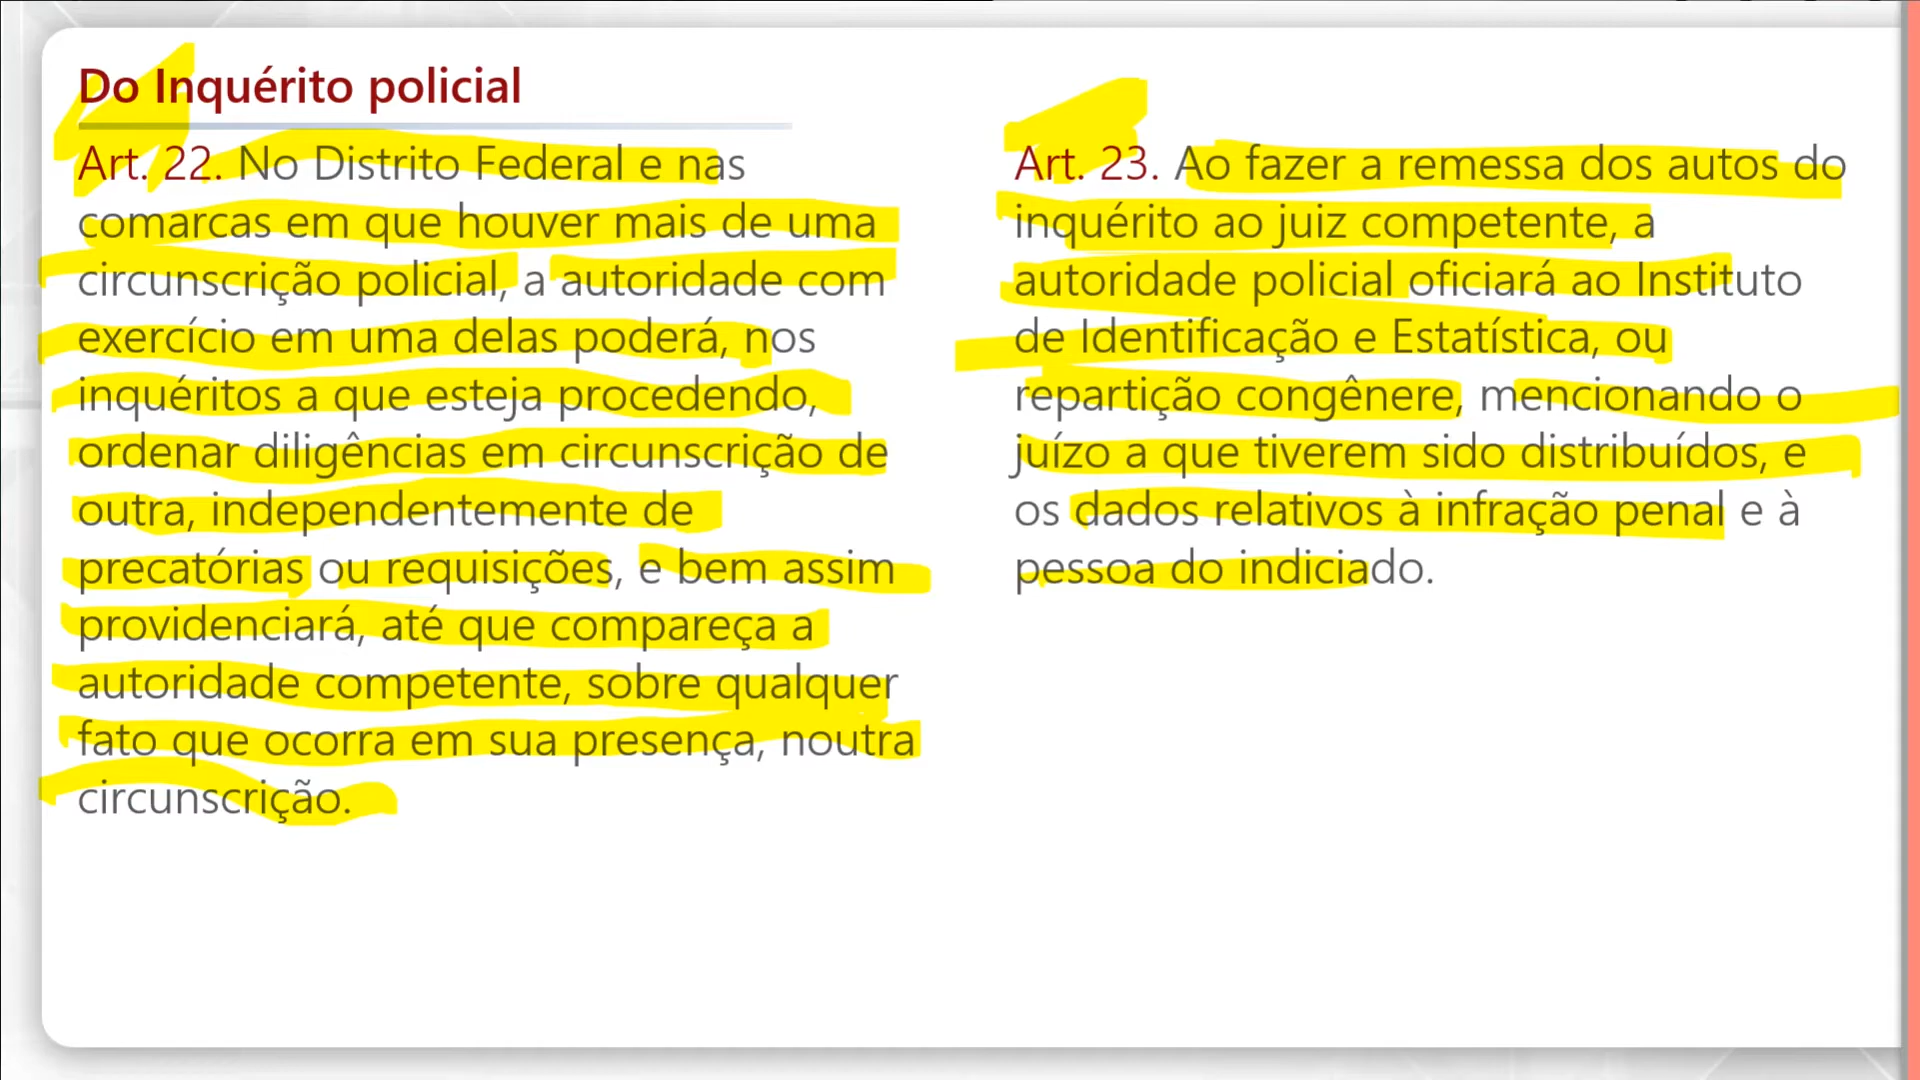 Do Inquérito policial
Art. 22. No Distrito Federal e nas
comarcas em que houver mais de uma
circunscrição policial, a autoridade com
exercício em uma delas poderá, nos
inquéritos a que esteja procedendo,
ordenar diligências em circunscrição de
outra, independentemente de
precatórias ou requisições, e bem assim
providenciará, até que compareça a
autoridade competente, sobre qualquer
fato que ocorra em sua presença, noutra
circunscrição.
Art. 23. Ao fazer a remessa dos autos do
inquérito ao juiz competente, a
autoridade policial oficiará ao Instituto
de Identificação e Estatística, ou
repartição congênere, mencionando o
juízo a que tiverem sido distribuídos, e
os dados relativos à infração penal e à
pessoa do indiciado.